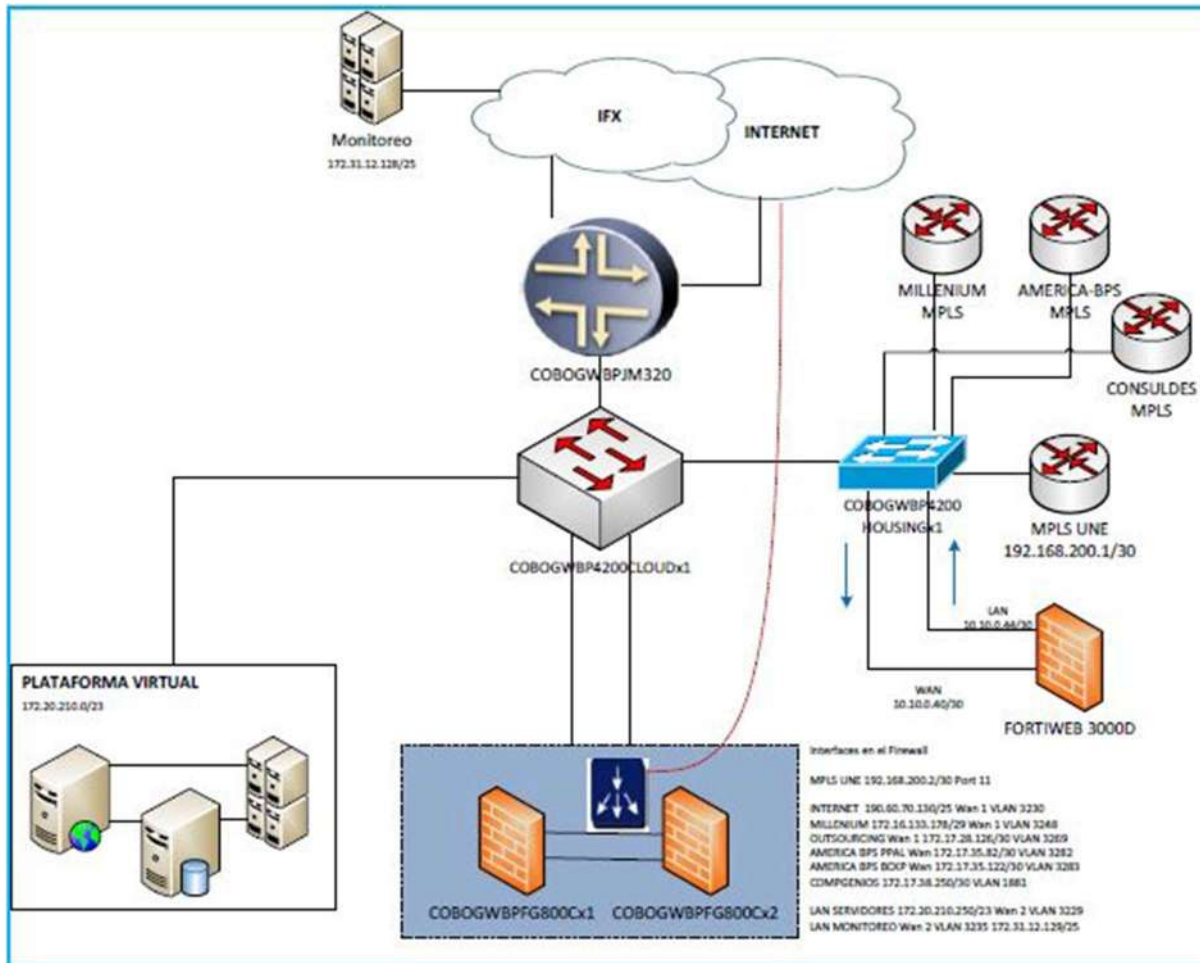 IFX
INTERNET
Monitoreo
172.31.12.128/25
MILLENIUM
MPLS
AMERICA-BPS
MPLS
CONSULDES
MPLS
COBOGWBPJM320
COBOGWBP4200
HOUSINGx1
MPLS UNE
192.168.200.1/30
COBOGWBP4200CLOUDx1
LAN
10.10.0.44/30
WAN
10.10.0.40/30
FORTIWEB 3000D
PLATAFORMA VIRTUAL
172.20.210.0/23
COBOGWBPFG800Cx1
COBOGWBPFG800Cx2
Interfaces en el Firewall
MPLS UNE 192.168.200.2/30 Port 11
INTERNET 190.60.70.130/25 Wan 1 VLAN 3230
MILLENIUM 172.16.133.178/29 Wan 1 VLAN 3248
OUTSOURCING Wan 1 172.17.28.126/30 VLAN 3269
AMERICA BPS PPAL Wan 172.17.35.82/30 VLAN 3282
AMERICA BPS BCKP Wan 172.17.35.122/30 VLAN 3283
COMPGENIOS 172.17.38.250/30 VLAN 1881
LAN SERVIDORES 172.20.210.250/23 Wan 2 VLAN 3229
LAN MONITOREO Wan 2 VLAN 3235 172.31.12.129/25